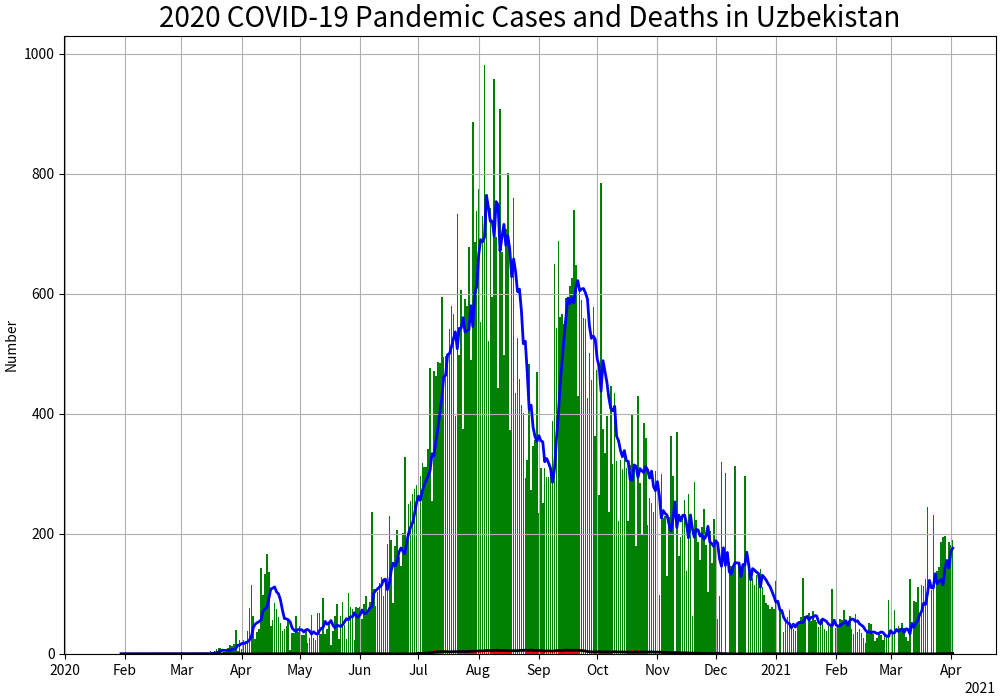 2020 COVID-19 Pandemic Cases and Deaths in Uzbekistan
1000
800
600
400
200
0
Number
2020 Feb Mar Apr May Jun Jul Aug Sep Oct Nov Dec 2021 Feb Mar Apr
2021